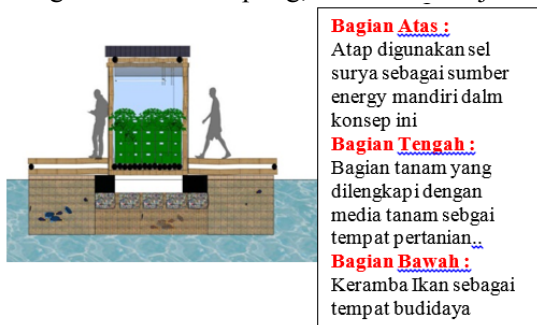 Bagian Atas :
Atap digunakan sel
surya sebagai sumber
energy mandiri dalm
konsep ini
Bagian Tengah :
Bagian tanam yang
dilengkapi dengan
media tanam sebgai
tempat pertanian..
Bagian Bawah :
Keramba Ikan sebagai
tempat budidaya